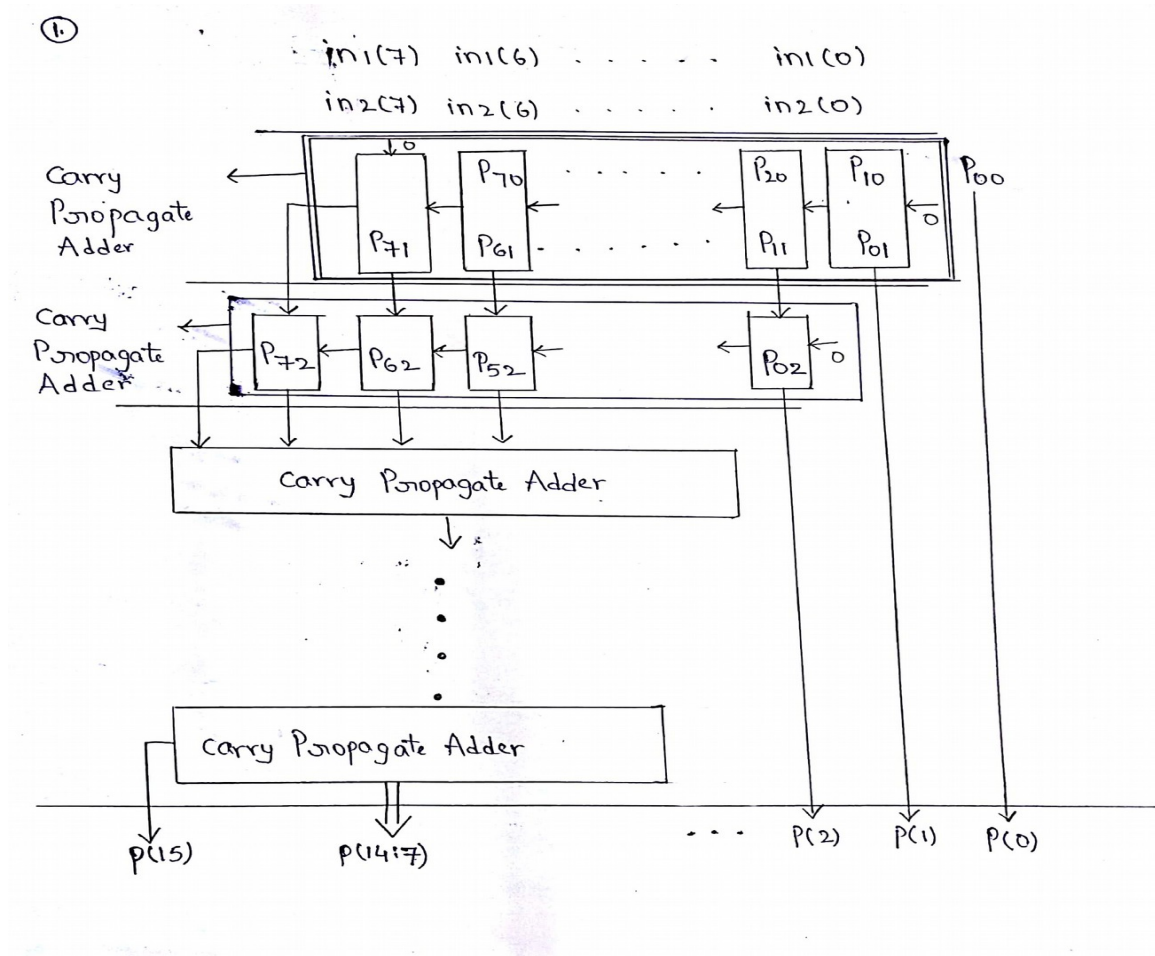 1.
in1(7) in1(6) . . . . . in1(0)
in2(7) in2(6) . . . . . in2(0)
Carry
Propagate
Adder
0
P70 . . . . . P20 P10 P00
0
P71 P61 . . . . . P11 P01
Carry
Propagate
Adder
P72 P62 P52 P02 0
Carry Propagate Adder
Carry Propagate Adder
P(15) P(14:7) ... P(2) P(1) P(0)